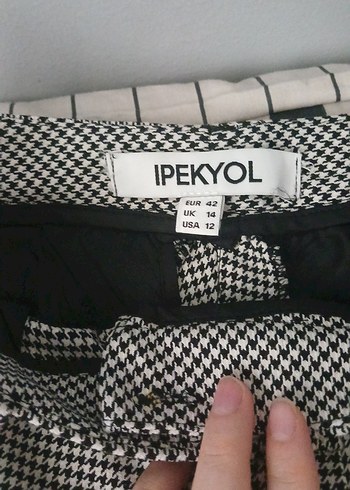 IPEKYOL
EUR 42
UK 14
USA 12